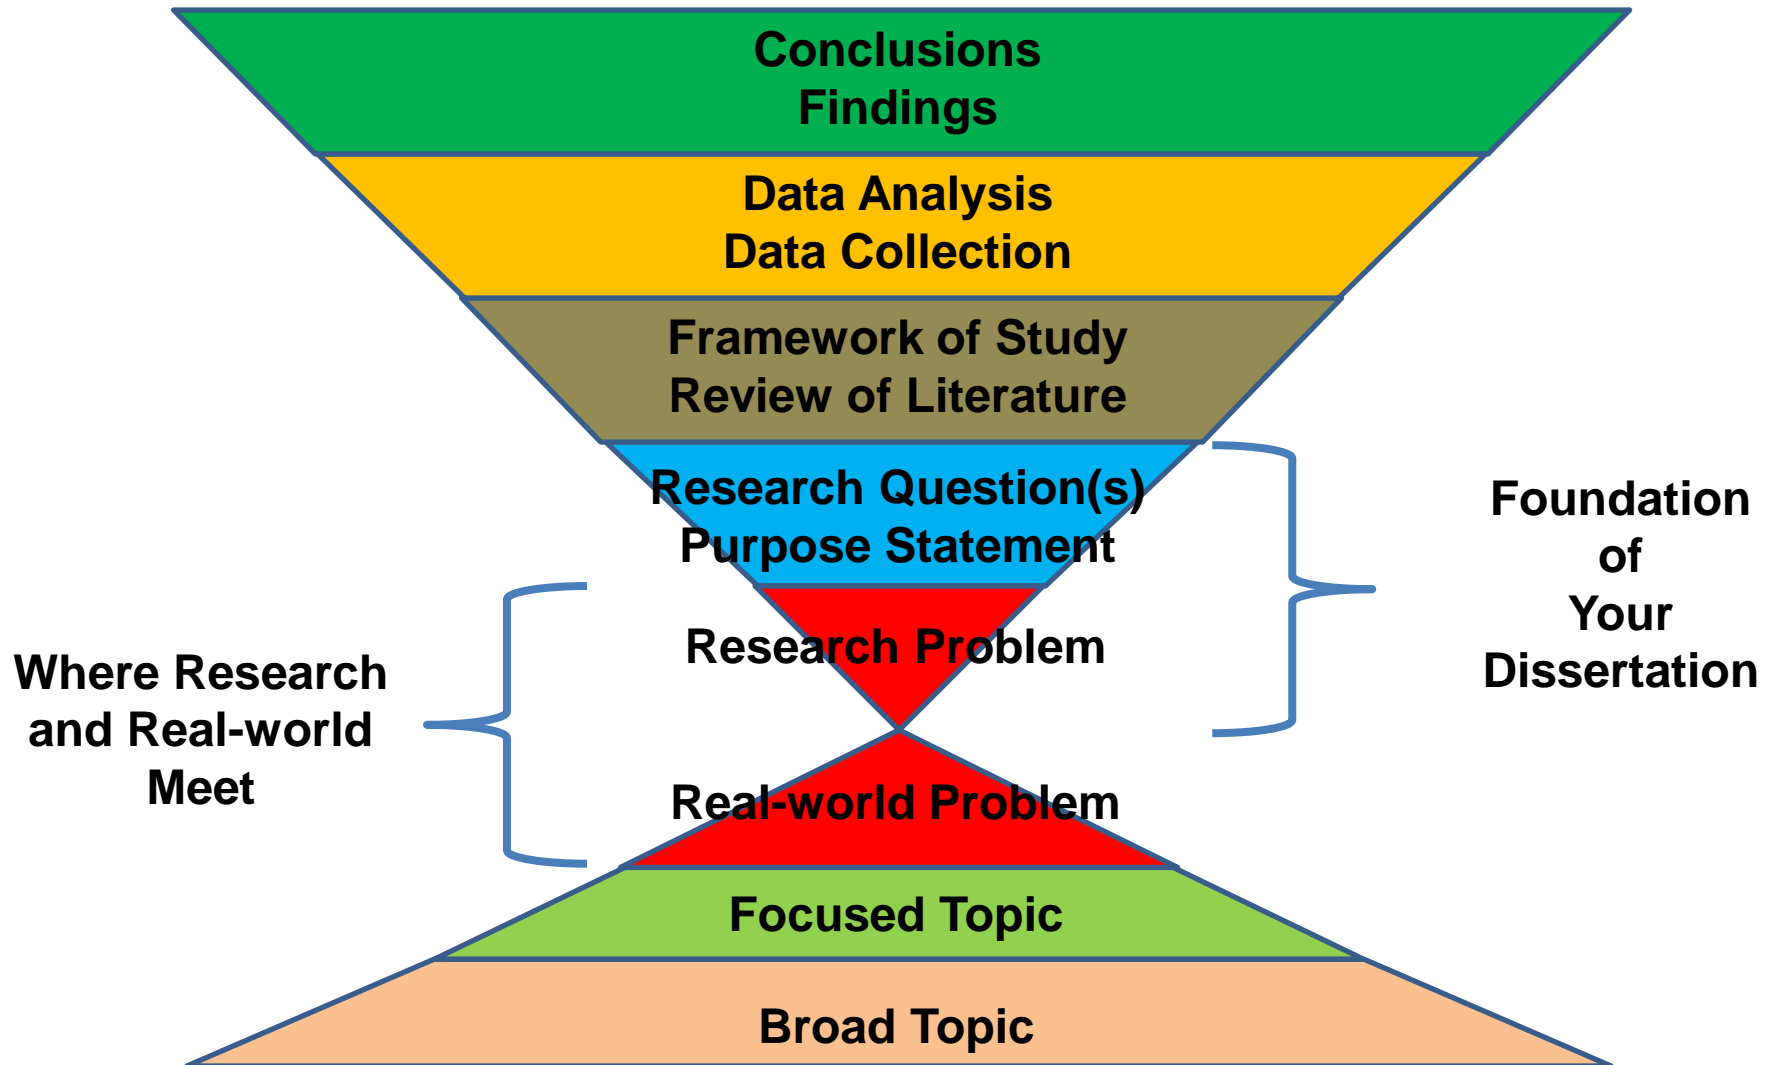 Conclusions
Findings
Data Analysis
Data Collection
Framework of Study
Review of Literature
Research Question(s)
Purpose Statement
Research Problem
Real-world Problem
Focused Topic
Broad Topic
Where Research
and Real-world
Meet
Foundation
of
Your
Dissertation